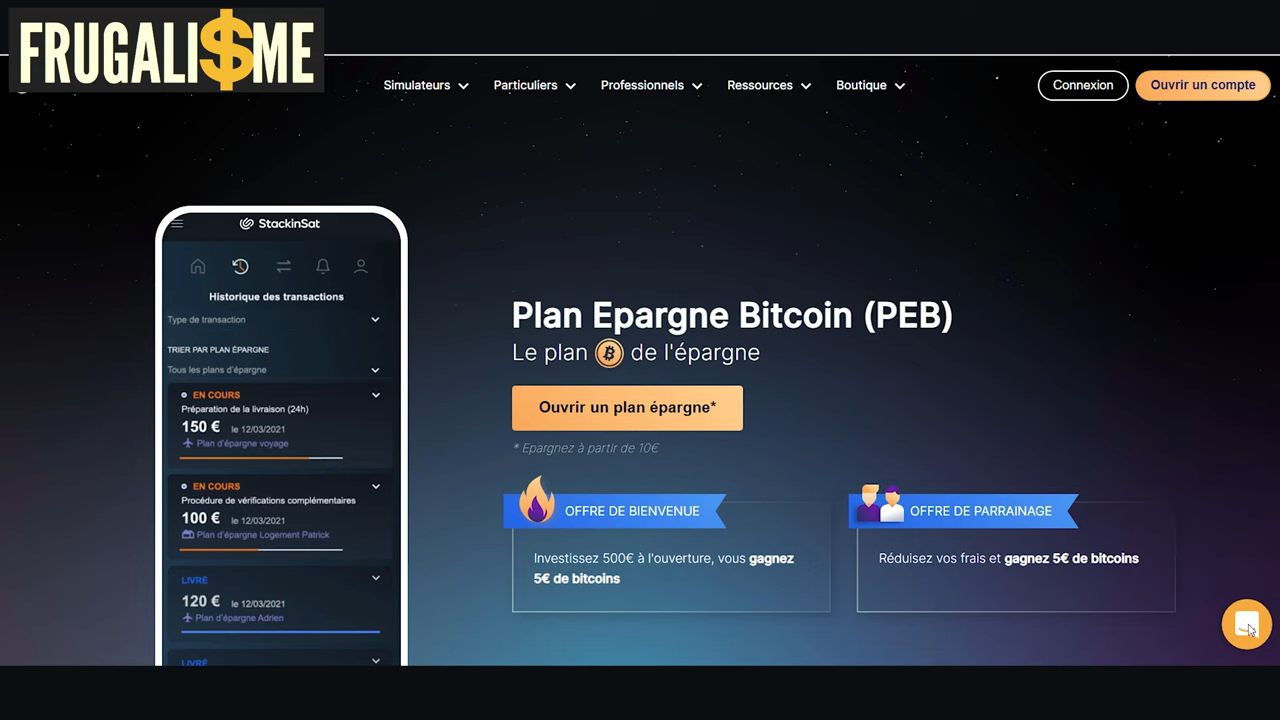 FRUGALI$ME
Simulateurs
Particuliers
Professionnels
Ressources
Boutique
Connexion
Ouvrir un compte
StackinSat
Historique des transactions
Type de transaction
TRIER PAR PLAN ÉPARGNE
Tous les plans d'épargne
EN COURS
Préparation de la livraison (24h)
150 € le 12/03/2021
Plan d'épargne voyage
EN COURS
Procédure de vérifications complémentaires
100 € le 12/03/2021
Plan d'épargne Logement Patrick
LIVRÉ
120 € le 12/03/2021
Plan d'épargne Adrien
LIVRÉ
Plan Epargne Bitcoin (PEB)
Le plan ₿ de l'épargne
Ouvrir un plan épargne*
* Epargnez à partir de 10€
OFFRE DE BIENVENUE
Investissez 500€ à l'ouverture, vous gagnez
5€ de bitcoins
OFFRE DE PARRAINAGE
Réduisez vos frais et gagnez 5€ de bitcoins